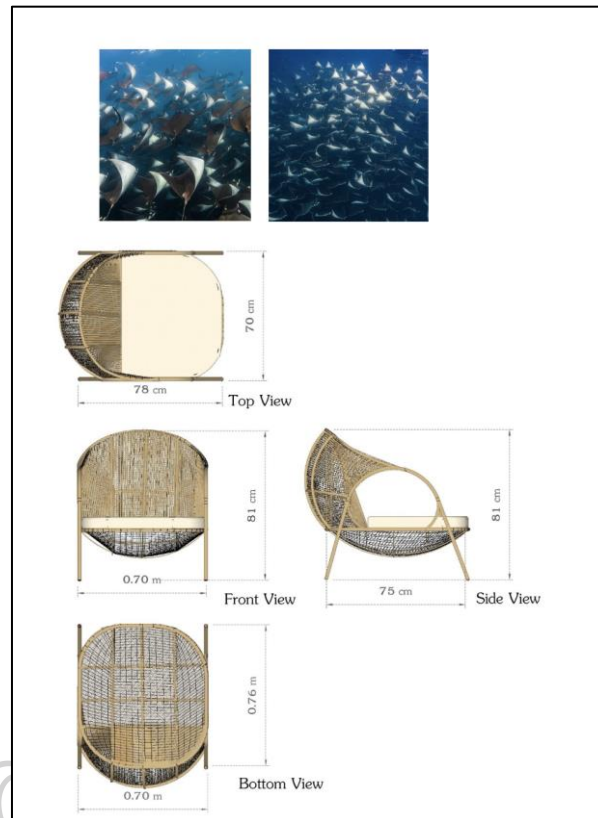 70 cm
78 cm
Top View
81 cm
0.70 m
Front View
81 cm
75 cm
Side View
0.76 m
0.70 m
Bottom View